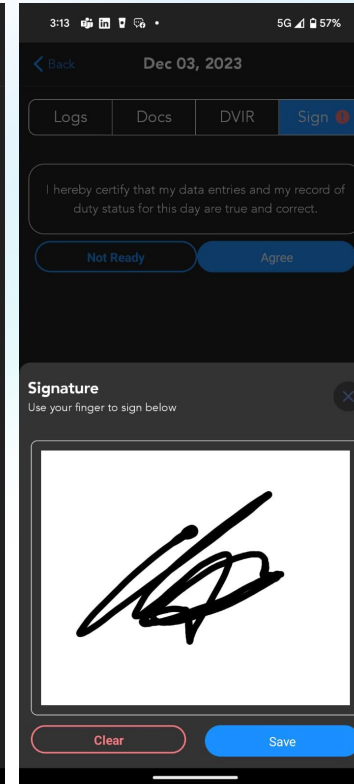 3:13 5G 57%
Back Dec 03, 2023
Logs Docs DVIR Sign
I hereby certify that my data entries and my record of
duty status for this day are true and correct.
Not Ready Agree
Signature
Use your finger to sign below
Clear Save